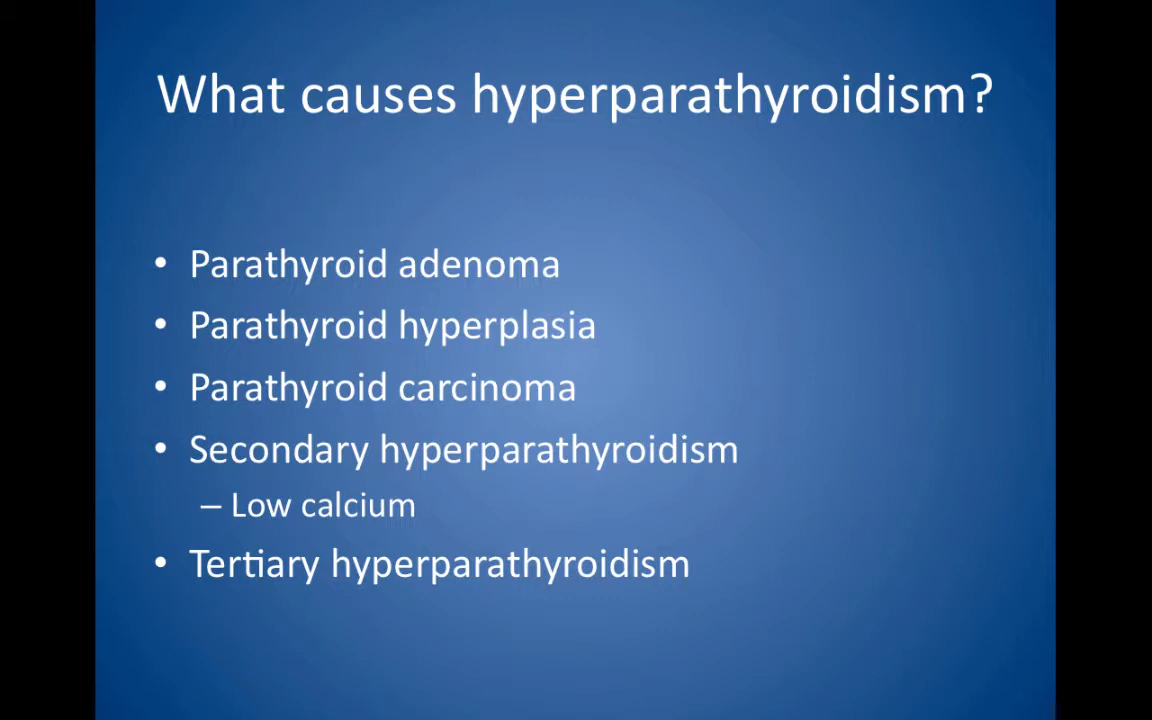 What causes hyperparathyroidism?
• Parathyroid adenoma
• Parathyroid hyperplasia
• Parathyroid carcinoma
• Secondary hyperparathyroidism
– Low calcium
• Tertiary hyperparathyroidism